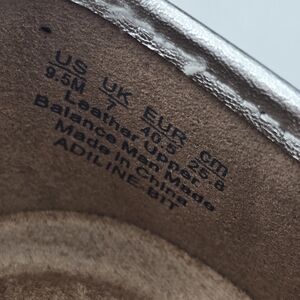 US UK EUR cm
9.5M 7 40.5 25.8
Leather Upper
Balance Man Made
Made in China
ADILINE-BIT